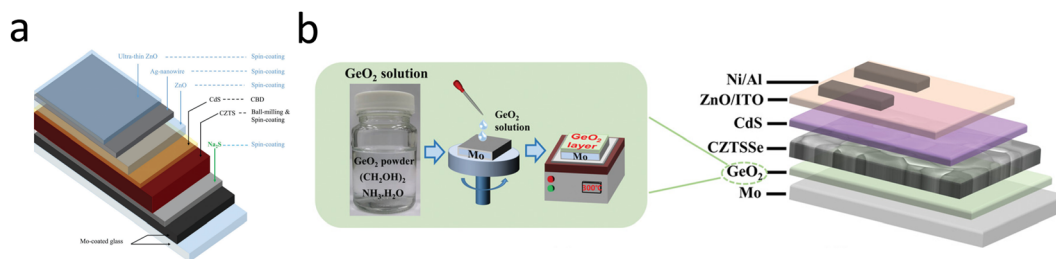 a
Ultra-thin ZnO Spin-coating
Ag-nanowire Spin-coating
ZnO Spin-coating
CdS CBD
CZTS Ball-milling &
Spin-coating
Na₂S Spin-coating
Mo-coated glass
b
GeO₂ solution
GeO₂ powder
(CH₂OH)₂
NH₃.H₂O
GeO₂
solution
Mo
GeO₂
layer
Mo
Ni/Al
ZnO/ITO
CdS
CZTSSe
GeO₂
Mo